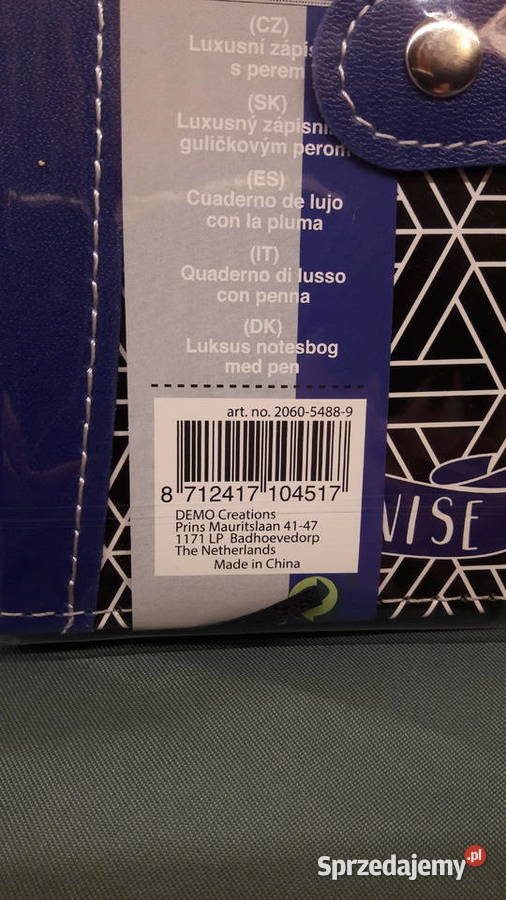 (CZ)
Luxusní
s perem
(SK)
Luxusný
guličkovým perom
(ES)
Cuaderno de lujo
con la pluma
(IT)
Quaderno di lusso
con penna
(DK)
Luksus notesbog
med pen
art. no. 2060-5488-9
8 712417 104517
DEMO Creations
Prins Mauritslaan 41-47
1171 LP Badhoevedorp
The Netherlands
Made in China
WISE
Sprzedajemy.pl